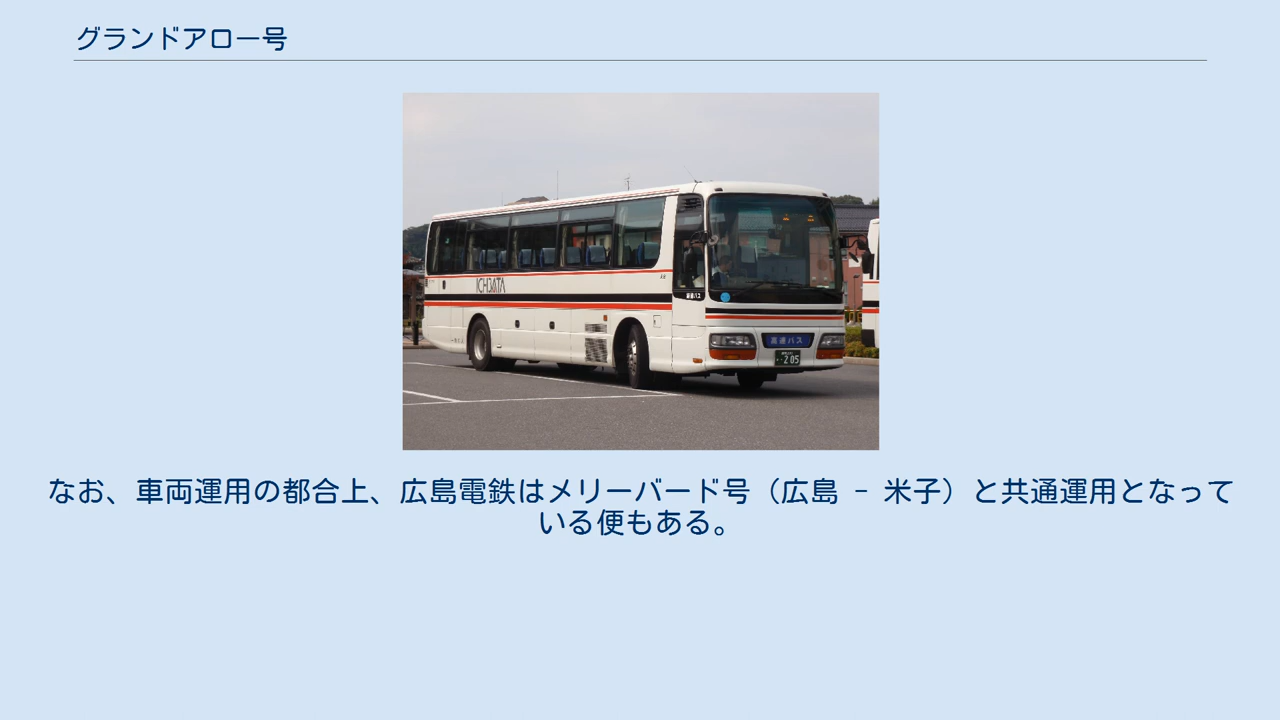 グランドアロー号
ICHIBATA
高速バス
205
なお、車両運用の都合上、広島電鉄はメリーバード号（広島 - 米子）と共通運用となって
いる便もある。